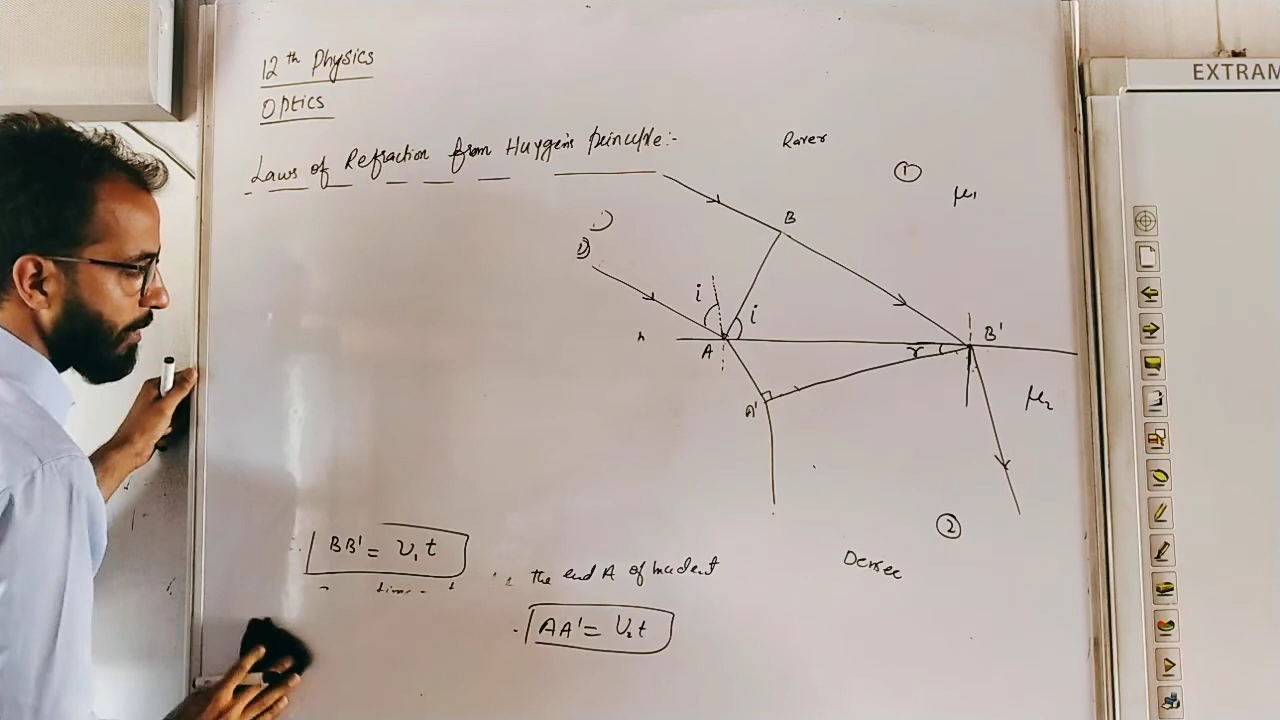 12th Physics
Optics
Laws of Refraction from Huygen's principle:-
Rarer
1
μ1
B
i)
i
i
A
r
B'
A'
μ2
2
BB' = v1t
the end A of incident
Denser
AA' = v2t
EXTRAM